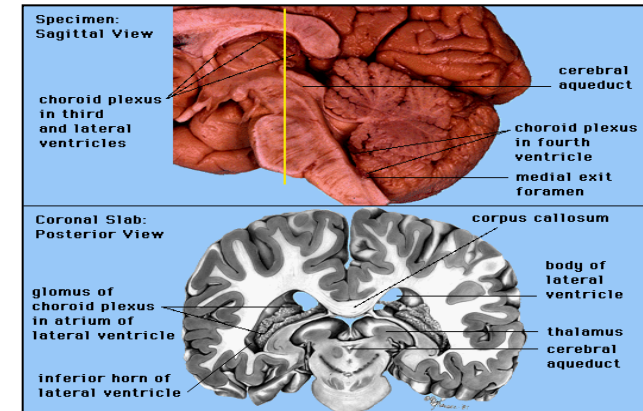 Specimen:
Sagittal View
cerebral
aqueduct
choroid plexus
in third
and lateral
ventricles
choroid plexus
in fourth
ventricle
medial exit
foramen
Coronal Slab:
Posterior View
corpus callosum
body of
lateral
ventricle
glomus of
choroid plexus
in atrium of
lateral ventricle
thalamus
cerebral
aqueduct
inferior horn of
lateral ventricle